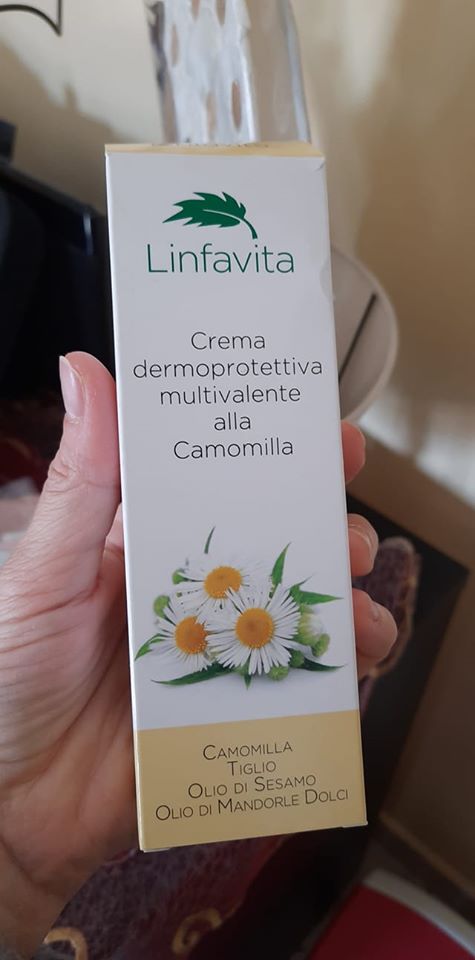 Linfavita
Crema
dermoprotettiva
multivalente
alla
Camomilla
CAMOMILLA
TIGLIO
OLIO DI SESAMO
OLIO DI MANDORLE DOLCI